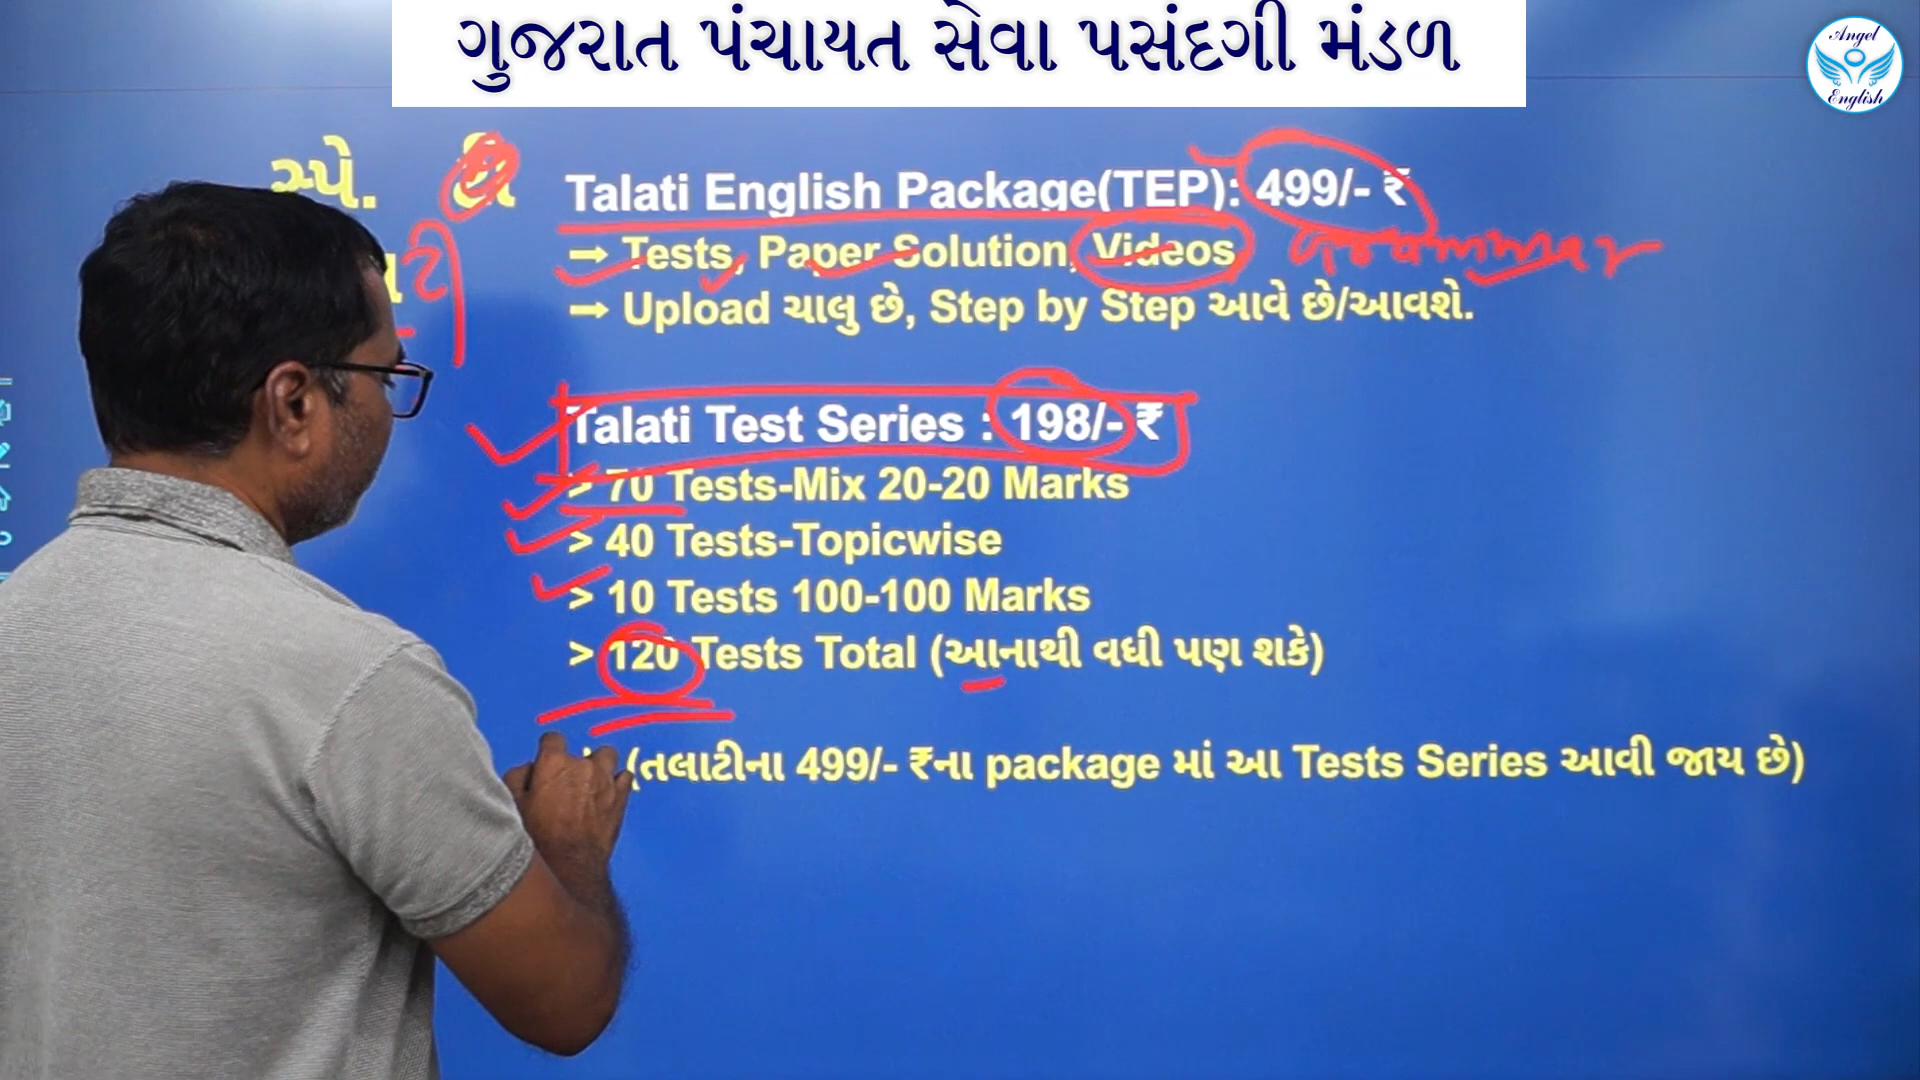 ગુજરાત પંચાયત સેવા પસંદગી મંડળ
Angel
English
સ્પે.
Talati English Package(TEP): 499/- ₹
➞ Tests, Paper Solution, Videos
Grammar
➞ Upload ચાલુ છે, Step by Step આવે છે/આવશે.
Talati Test Series : 198/- ₹
> 70 Tests-Mix 20-20 Marks
> 40 Tests-Topicwise
> 10 Tests 100-100 Marks
> 120 Tests Total (આનાથી વધી પણ શકે)
(તલાટીના 499/- ₹ના package માં આ Tests Series આવી જાય છે)